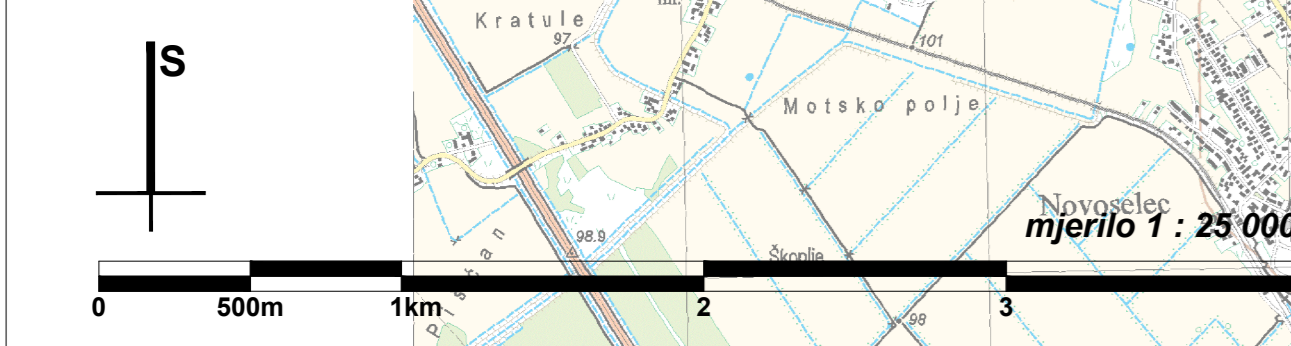 Kratule
97
101
S
Motsko polje
Novoselec
mjerilo 1 : 25 000
98.9
Škoplje
0 500m 1km 2 3
98